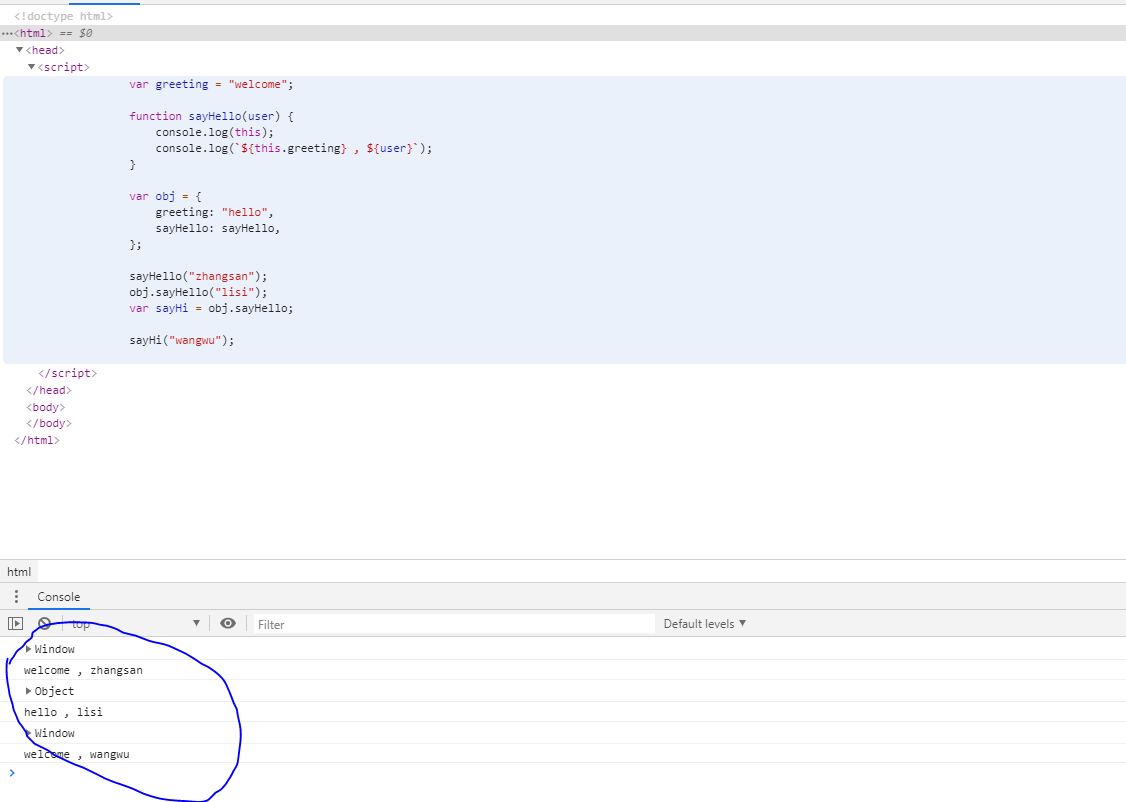 <!doctype html>
···<html> == $0
▼<head>
▼<script>
var greeting = "welcome";
function sayHello(user) {
console.log(this);
console.log(`${this.greeting} , ${user}`);
}
var obj = {
greeting: "hello",
sayHello: sayHello,
};
sayHello("zhangsan");
obj.sayHello("lisi");
var sayHi = obj.sayHello;
sayHi("wangwu");
</script>
</head>
<body>
</body>
</html>
html
Console
top ▼ Filter Default levels ▼
▶Window
welcome , zhangsan
▶Object
hello , lisi
▶Window
welcome , wangwu
>